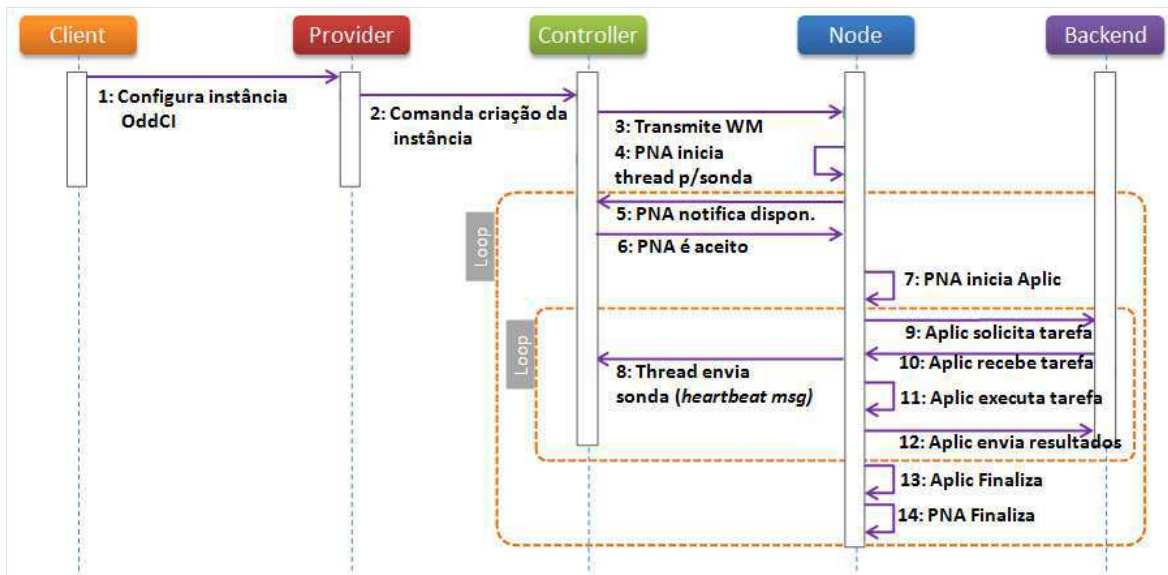 Client
Provider
Controller
Node
Backend
1: Configura instância
OddCI
2: Comanda criação da
instância
3: Transmite WM
4: PNA inicia
thread p/sonda
Loop
5: PNA notifica dispon.
6: PNA é aceito
7: PNA inicia Aplic
Loop
9: Aplic solicita tarefa
10: Aplic recebe tarefa
8: Thread envia
sonda (heartbeat msg)
11: Aplic executa tarefa
12: Aplic envia resultados
13: Aplic Finaliza
14: PNA Finaliza